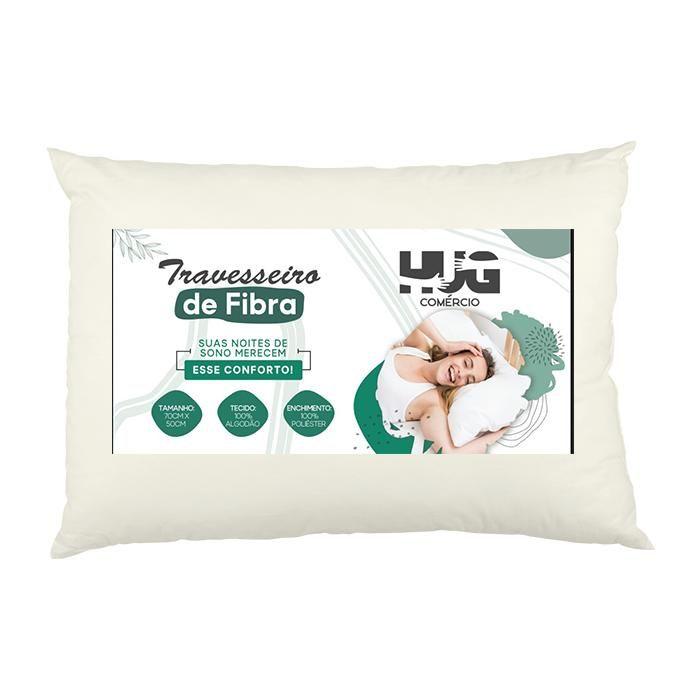 Travesseiro
de Fibra
SUAS NOITES DE
SONO MERECEM
ESSE CONFORTO!
TAMANHO:
70CM X
50CM
TECIDO:
100%
ALGODÃO
ENCHIMENTO:
100%
POLIÉSTER
HUG
COMÉRCIO